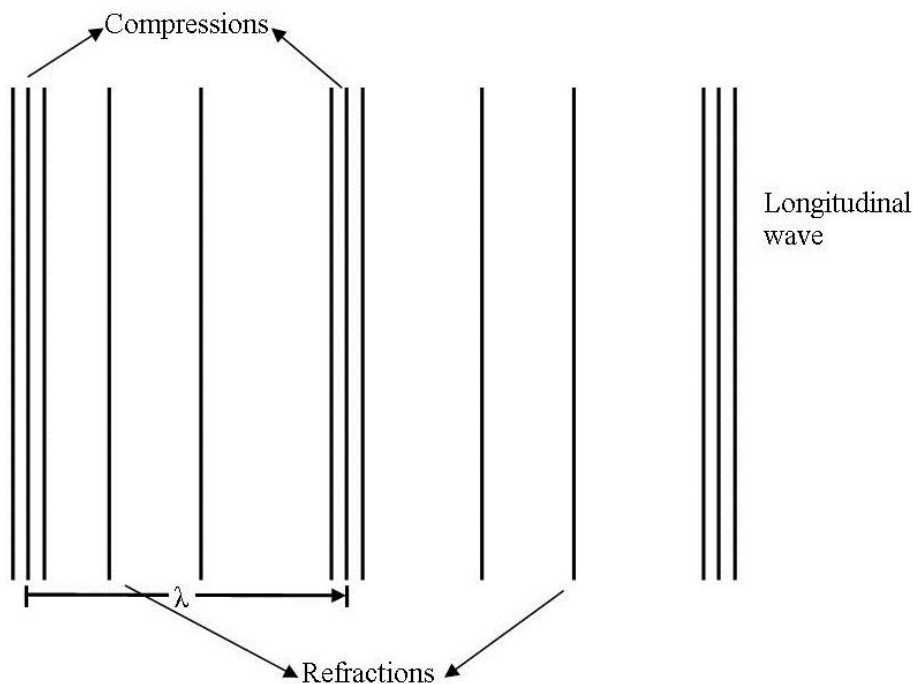 Compressions
Longitudinal
wave
λ
Refractions